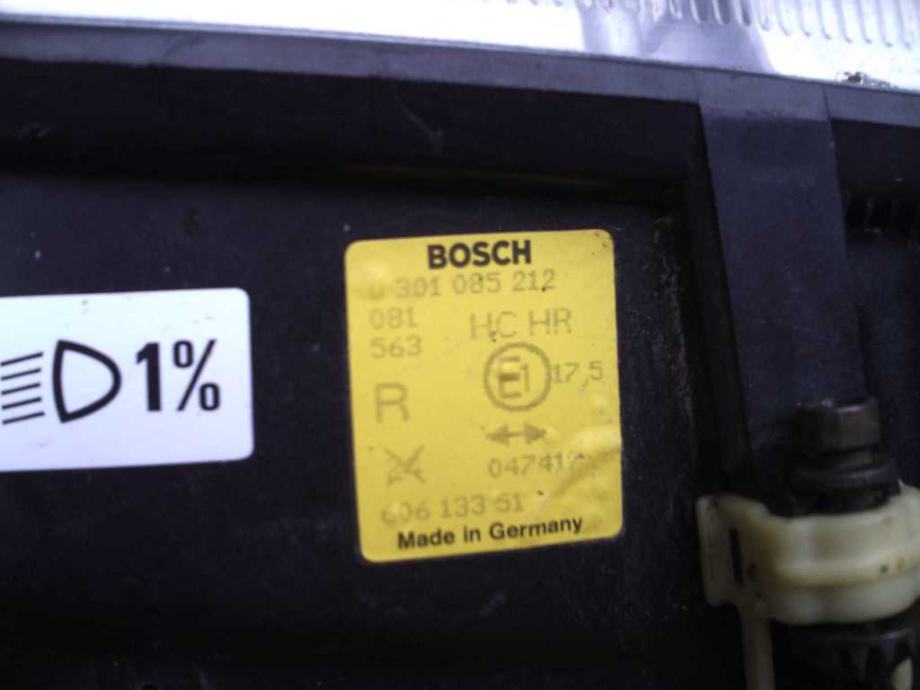 BOSCH
0 301 085 212
081 HC HR
563
E1 17,5
R
24
606 133 51
Made in Germany
1%